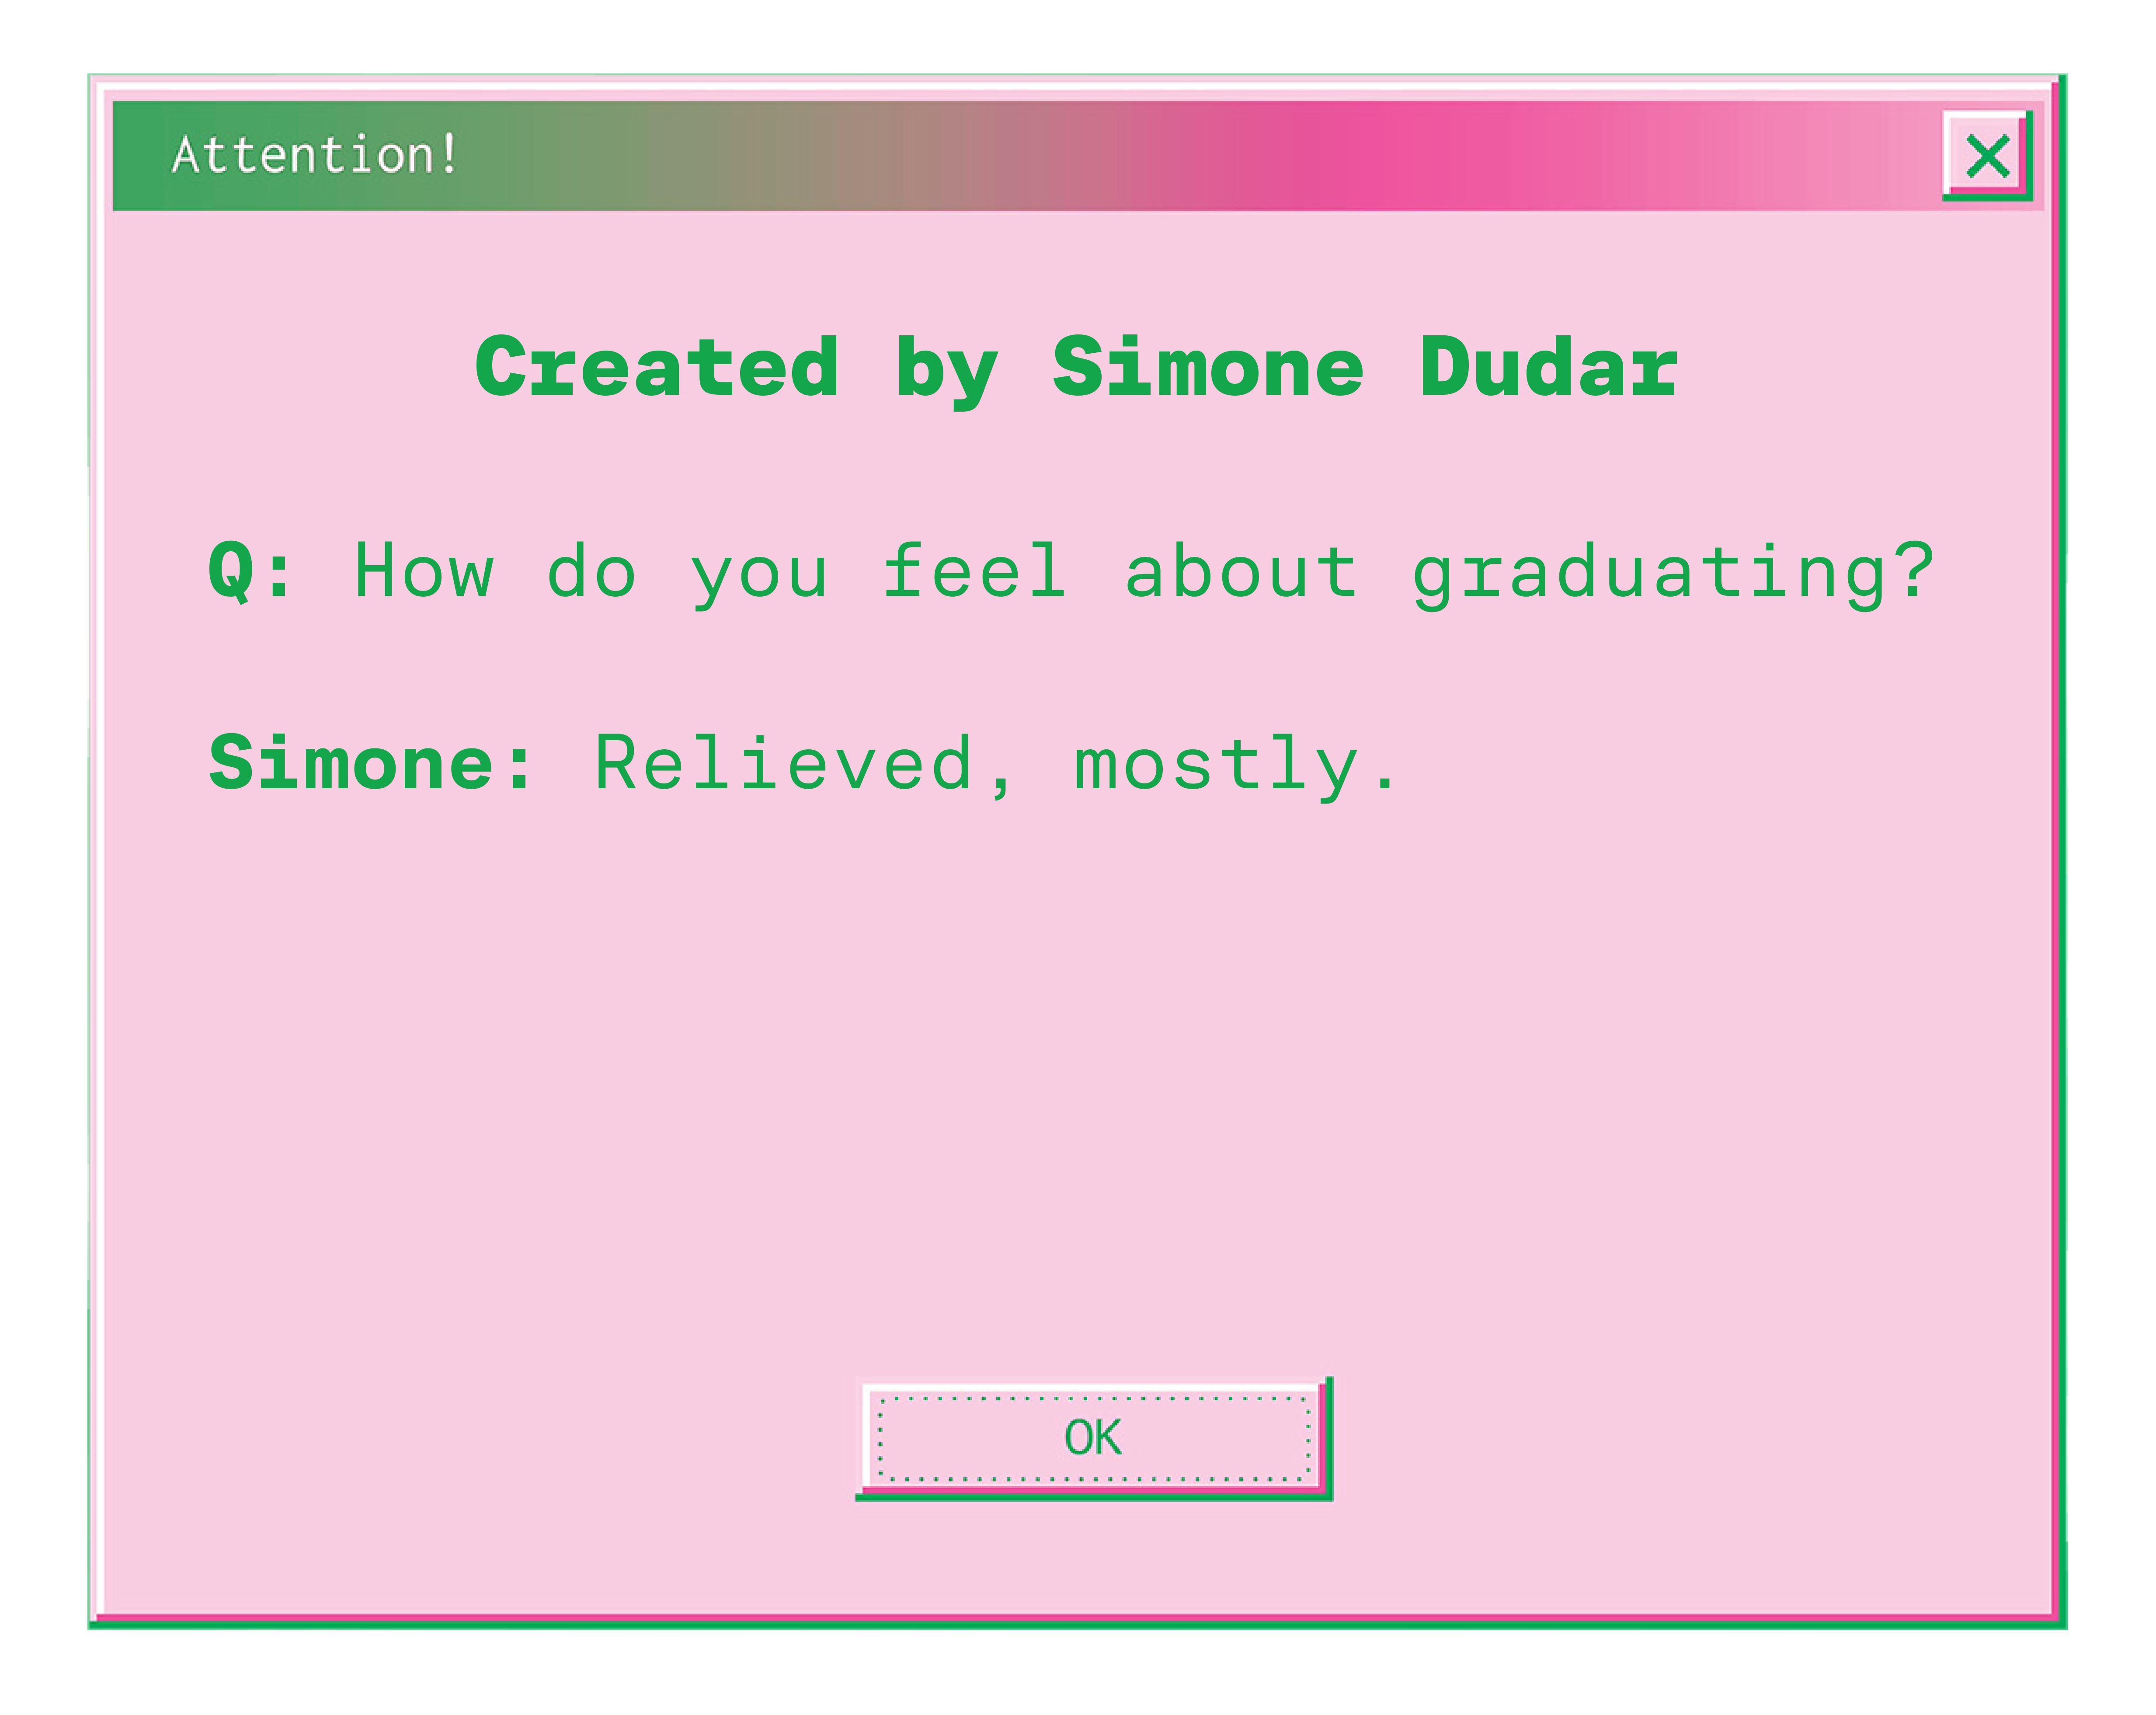 Attention!
Created by Simone Dudar
Q: How do you feel about graduating?
Simone: Relieved, mostly.
OK